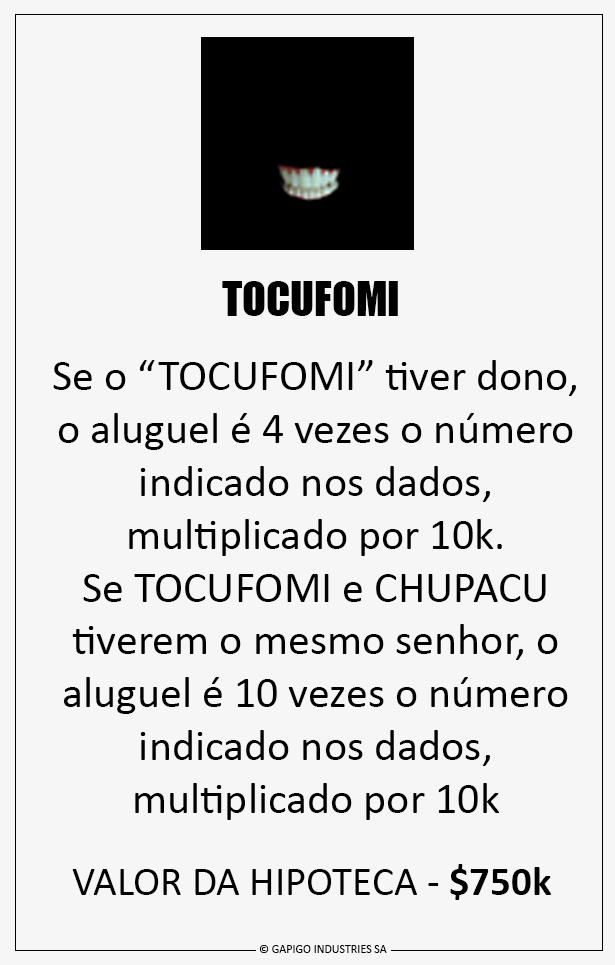 TOCUFOMI
Se o “TOCUFOMI” tiver dono,
o aluguel é 4 vezes o número
indicado nos dados,
multiplicado por 10k.
Se TOCUFOMI e CHUPACU
tiverem o mesmo senhor, o
aluguel é 10 vezes o número
indicado nos dados,
multiplicado por 10k
VALOR DA HIPOTECA - $750k
© GAPIGO INDUSTRIES SA